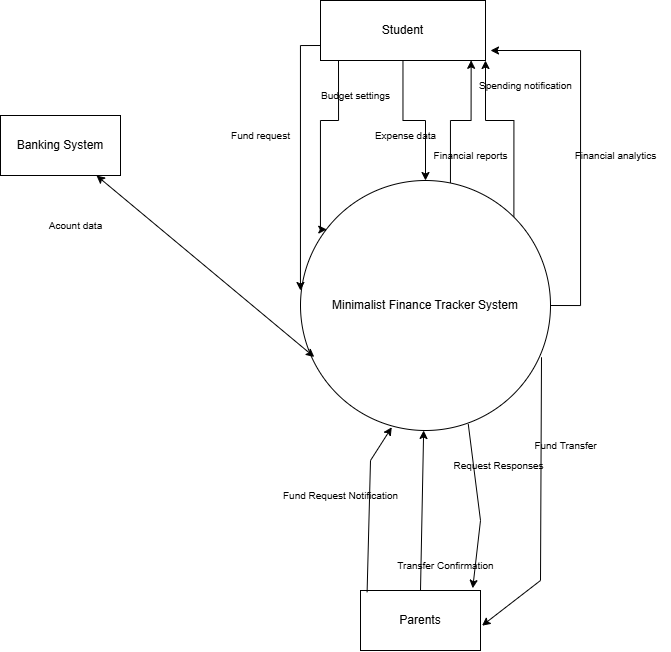 Student
Spending notification
Budget settings
Fund request
Expense data
Banking System
Financial reports
Financial analytics
Acount data
Minimalist Finance Tracker System
Fund Transfer
Request Responses
Fund Request Notification
Transfer Confirmation
Parents